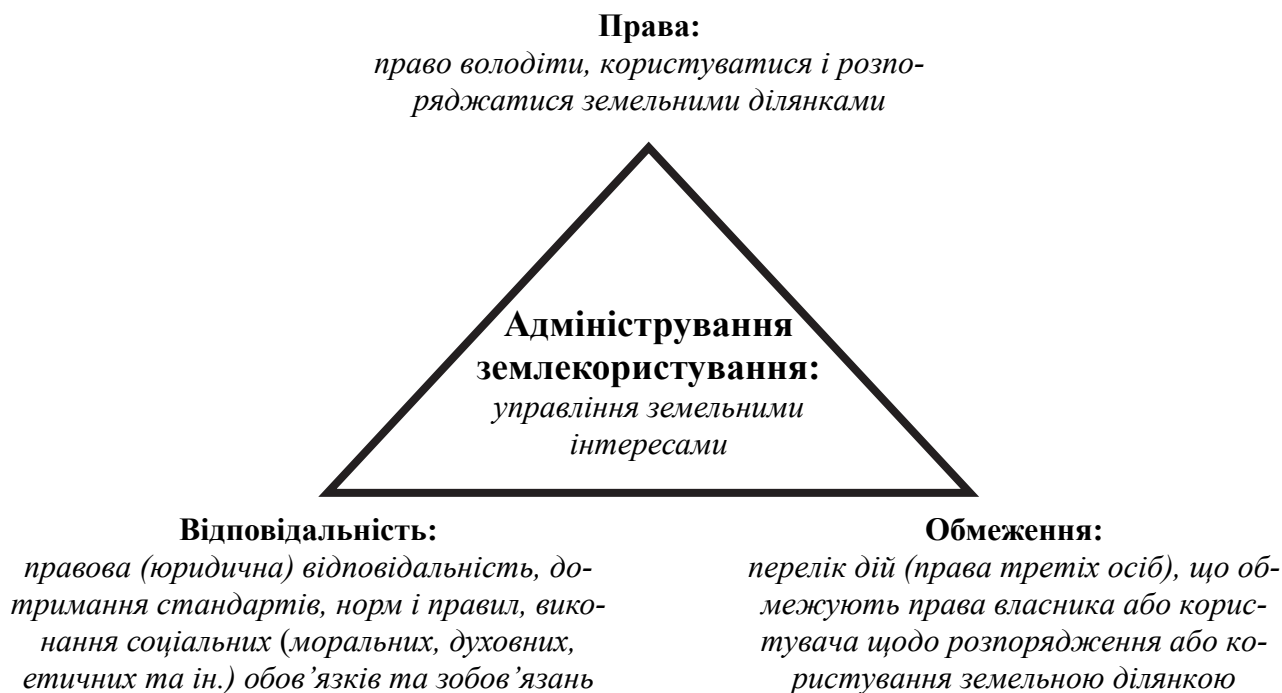 Права:
право володіти, користуватися і розпо-
ряджатися земельними ділянками
Адміністрування
землекористування:
управління земельними
інтересами
Відповідальність:
правова (юридична) відповідальність, до-
тримання стандартів, норм і правил, вико-
нання соціальних (моральних, духовних,
етичних та ін.) обов’язків та зобов’язань
Обмеження:
перелік дій (права третіх осіб), що об-
межують права власника або корис-
тувача щодо розпорядження або ко-
ристування земельною ділянкою